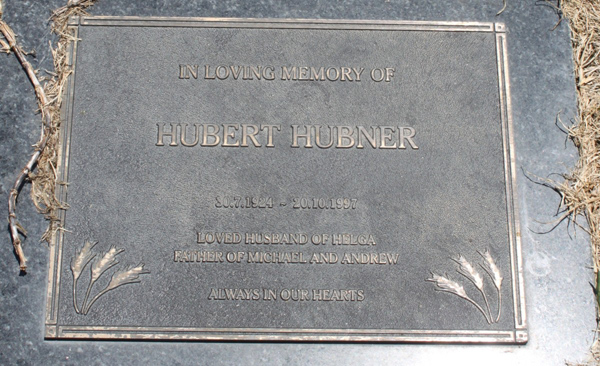 IN LOVING MEMORY OF
HUBERT HUBNER
30.7.1924 ~ 20.10.1997
LOVED HUSBAND OF HELGA
FATHER OF MICHAEL AND ANDREW
ALWAYS IN OUR HEARTS